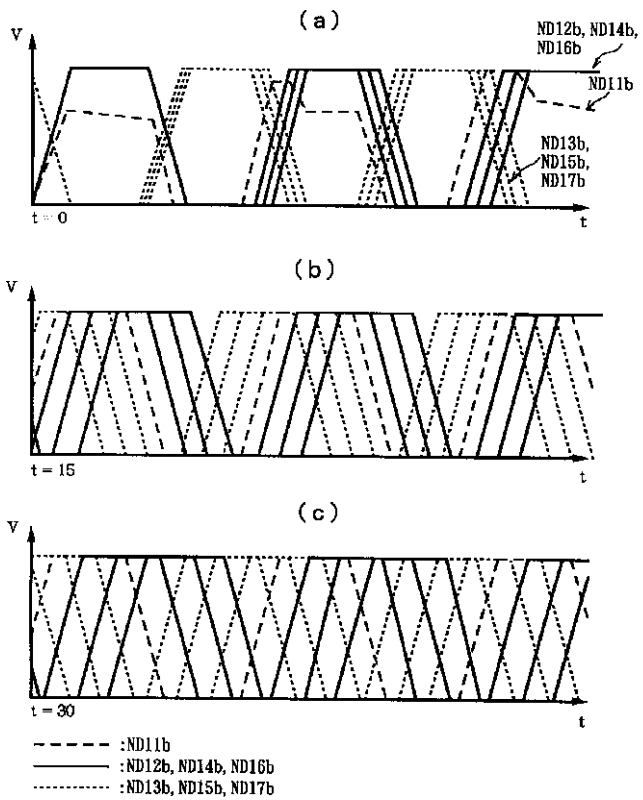 (a)
V
ND12b, ND14b,
ND16b
ND11b
ND13b,
ND15b,
ND17b
t=0
t
(b)
V
t=15
t
(c)
V
t=30
t
:ND11b
:ND12b, ND14b, ND16b
:ND13b, ND15b, ND17b